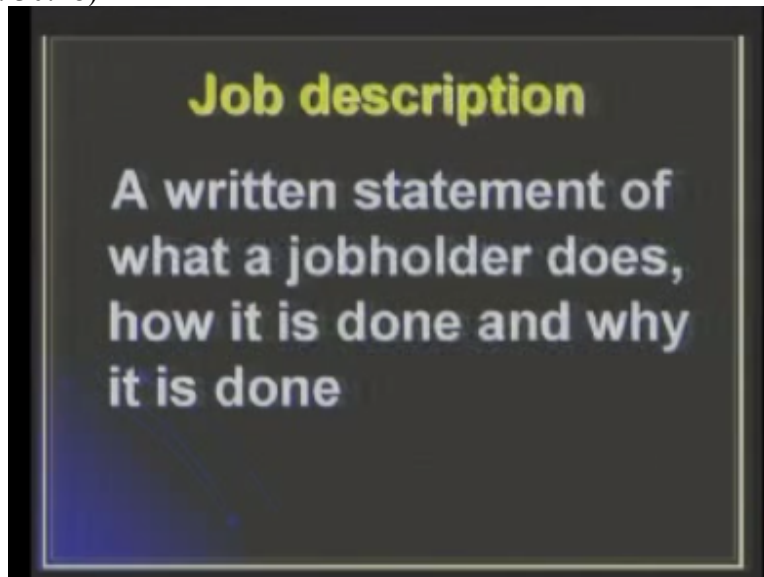 Job description
A written statement of
what a jobholder does,
how it is done and why
it is done